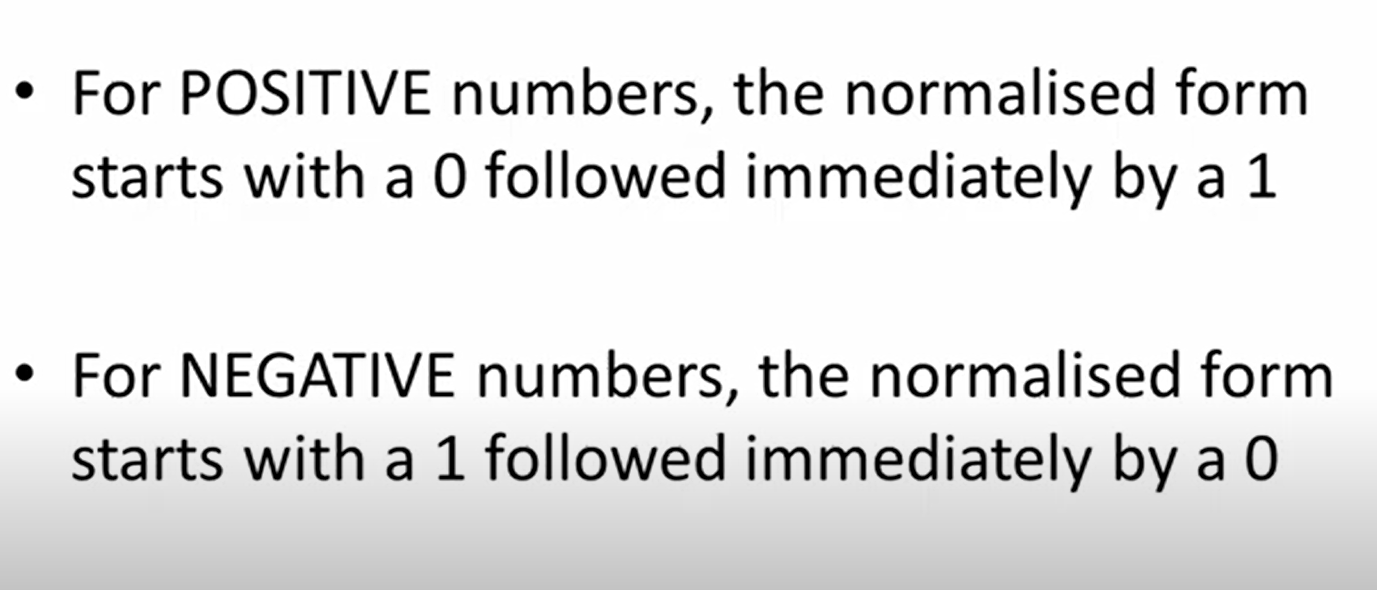 • For POSITIVE numbers, the normalised form
starts with a 0 followed immediately by a 1
• For NEGATIVE numbers, the normalised form
starts with a 1 followed immediately by a 0